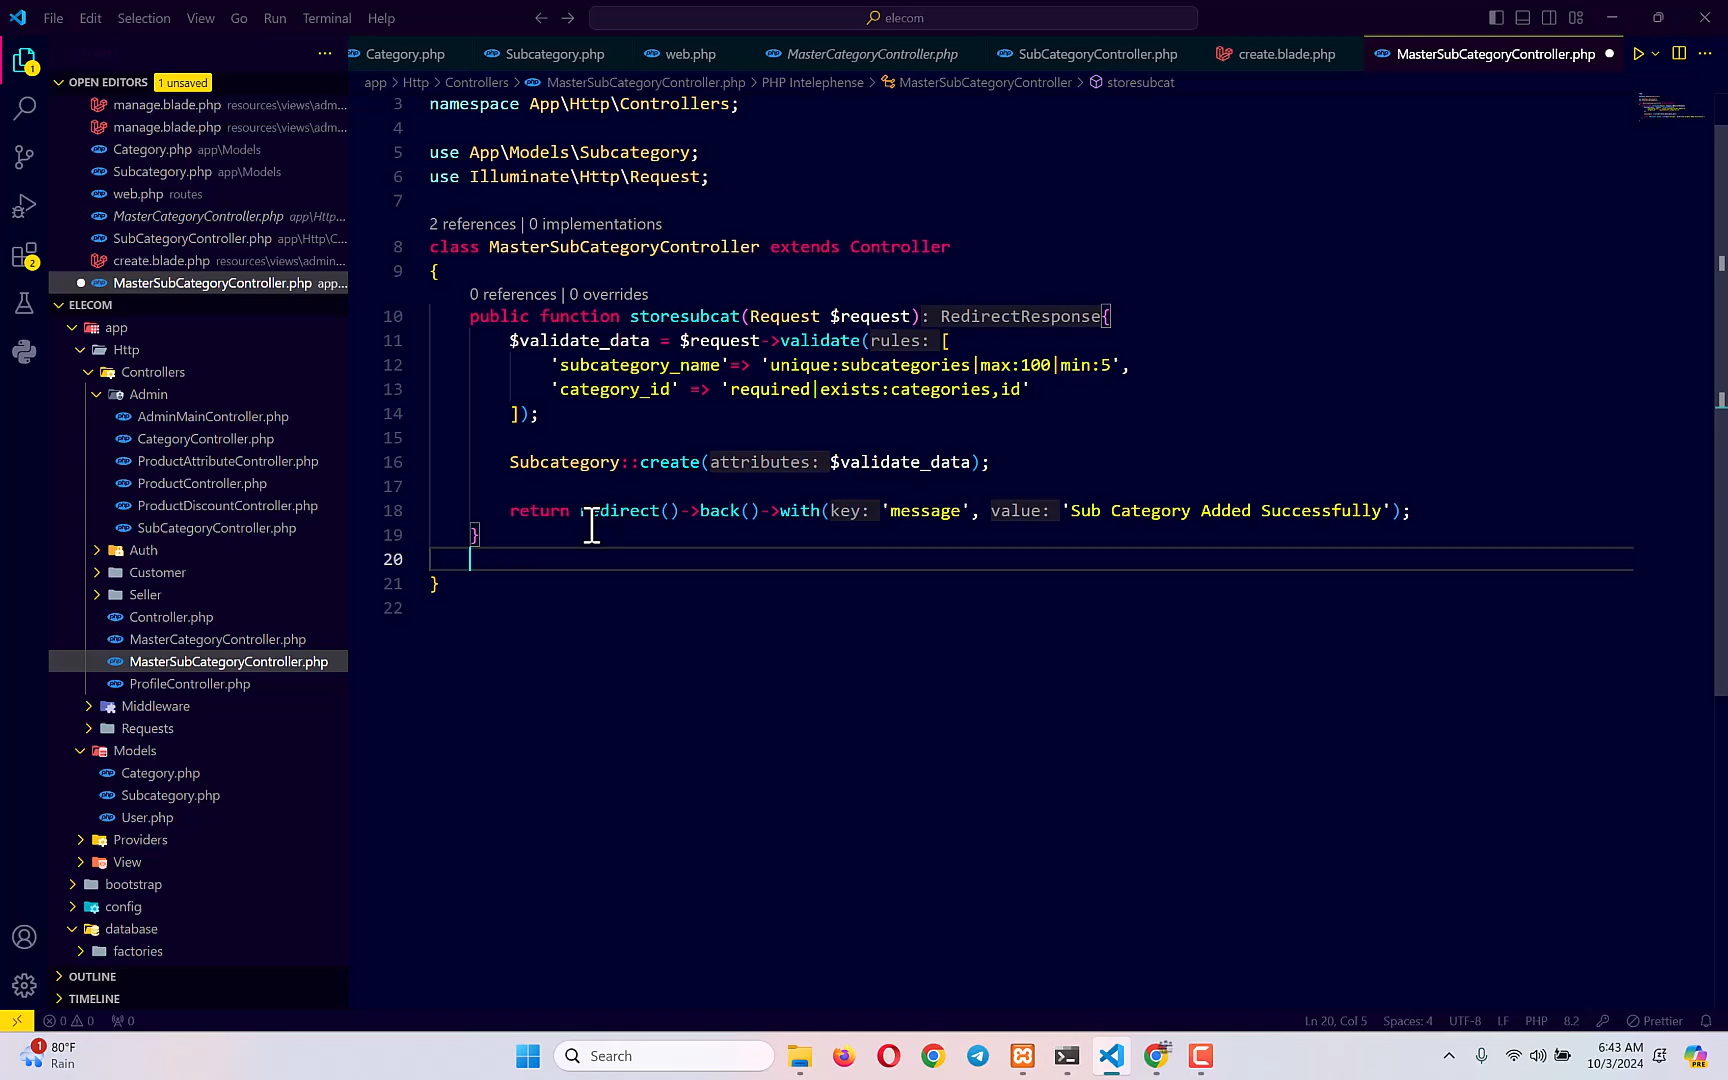 File Edit Selection View Go Run Terminal Help
elecom
Category.php Subcategory.php web.php MasterCategoryController.php SubCategoryController.php create.blade.php MasterSubCategoryController.php
app > Http > Controllers > MasterSubCategoryController.php > PHP Intelephense > MasterSubCategoryController > storesubcat
OPEN EDITORS 1 unsaved
manage.blade.php resources\views\adm...
manage.blade.php resources\views\adm...
Category.php app\Models
Subcategory.php app\Models
web.php routes
MasterCategoryController.php app\Http...
SubCategoryController.php app\Http\C...
create.blade.php resources\views\admin...
MasterSubCategoryController.php app...
ELECOM
app
Http
Controllers
Admin
AdminMainController.php
CategoryController.php
ProductAttributeController.php
ProductController.php
ProductDiscountController.php
SubCategoryController.php
Auth
Customer
Seller
Controller.php
MasterCategoryController.php
MasterSubCategoryController.php
ProfileController.php
Middleware
Requests
Models
Category.php
Subcategory.php
User.php
Providers
View
bootstrap
config
database
factories
OUTLINE
TIMELINE
3 namespace App\Http\Controllers;
4
5 use App\Models\Subcategory;
6 use Illuminate\Http\Request;
7
2 references | 0 implementations
8 class MasterSubCategoryController extends Controller
9 {
0 references | 0 overrides
10 public function storesubcat(Request $request): RedirectResponse{
11 $validate_data = $request->validate(rules: [
12 'subcategory_name'=> 'unique:subcategories|max:100|min:5',
13 'category_id' => 'required|exists:categories,id'
14 ]);
15
16 Subcategory::create(attributes: $validate_data);
17
18 return redirect()->back()->with(key: 'message', value: 'Sub Category Added Successfully');
19 }
20
21 }
22
0 0 0
Ln 20, Col 5 Spaces: 4 UTF-8 LF PHP 8.2 Prettier
1
80°F
Rain
Search
6:43 AM
10/3/2024
PRE
1
2